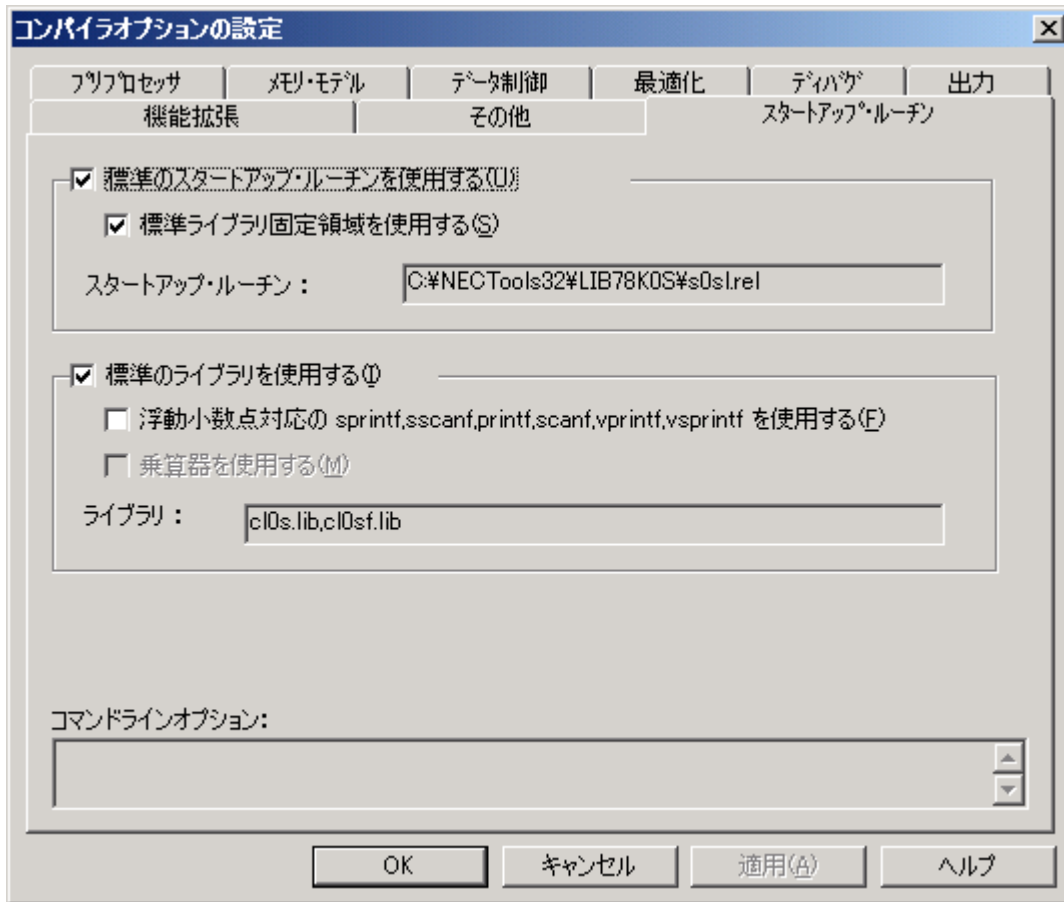 コンパイラオプションの設定
ﾌﾟﾘﾌﾟﾛｾｯｻ ﾒﾓﾘ･ﾓﾃﾞﾙ ﾃﾞｰﾀ制御 最適化 ﾃﾞｨﾊﾞｸﾞ 出力
機能拡張 その他 ｽﾀｰﾄｱｯﾌﾟ･ﾙｰﾁﾝ
標準のスタートアップ・ルーチンを使用する(U)
標準ライブラリ固定領域を使用する(S)
スタートアップ・ルーチン： C:¥NECTools32¥LIB78K0S¥s0sl.rel
標準のライブラリを使用する(I)
浮動小数点対応の sprintf,sscanf,printf,scanf,vprintf,vsprintf を使用する(F)
乗算器を使用する(M)
ライブラリ： cl0s.lib,cl0sf.lib
コマンドラインオプション:
OK キャンセル 適用(A) ヘルプ